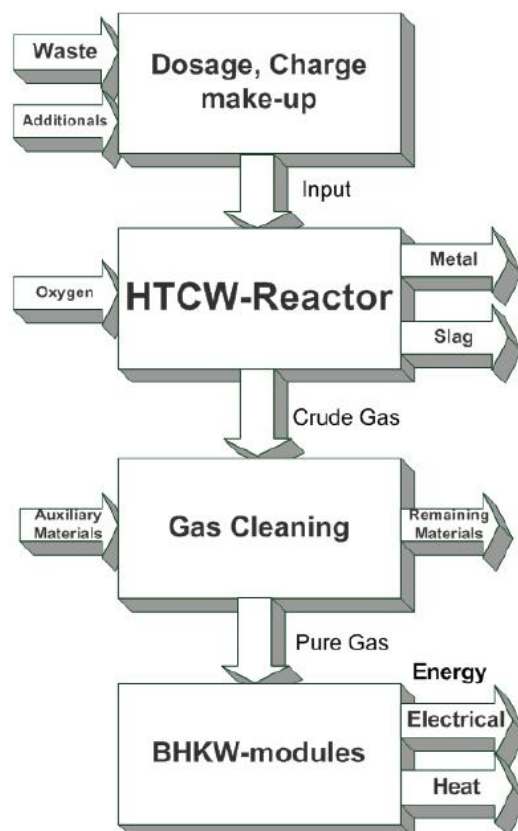 Waste
Additionals
Dosage, Charge
make-up
Input
Oxygen
HTCW-Reactor
Metal
Slag
Crude Gas
Auxiliary
Materials
Gas Cleaning
Remaining
Materials
Pure Gas
BHKW-modules
Energy
Electrical
Heat